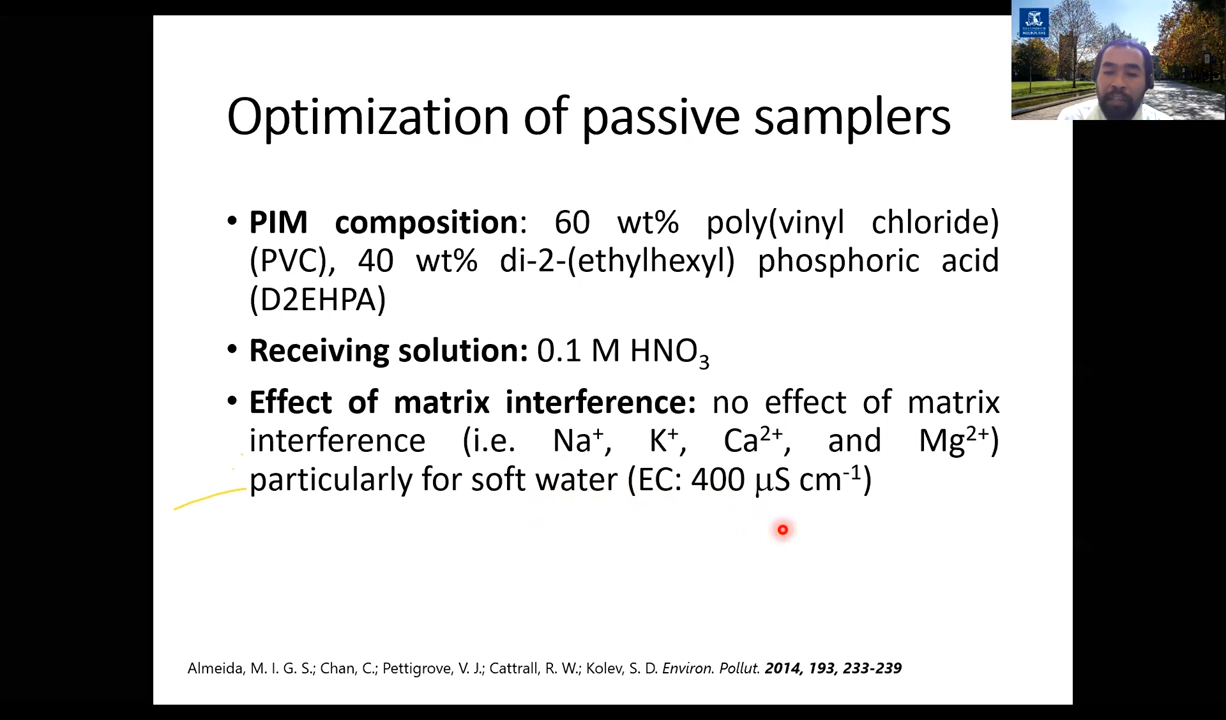 Optimization of passive samplers
• PIM composition: 60 wt% poly(vinyl chloride)
(PVC), 40 wt% di-2-(ethylhexyl) phosphoric acid
(D2EHPA)
• Receiving solution: 0.1 M HNO₃
• Effect of matrix interference: no effect of matrix
interference (i.e. Na⁺, K⁺, Ca²⁺, and Mg²⁺)
particularly for soft water (EC: 400 μS cm⁻¹)
Almeida, M. I. G. S.; Chan, C.; Pettigrove, V. J.; Cattrall, R. W.; Kolev, S. D. Environ. Pollut. 2014, 193, 233-239